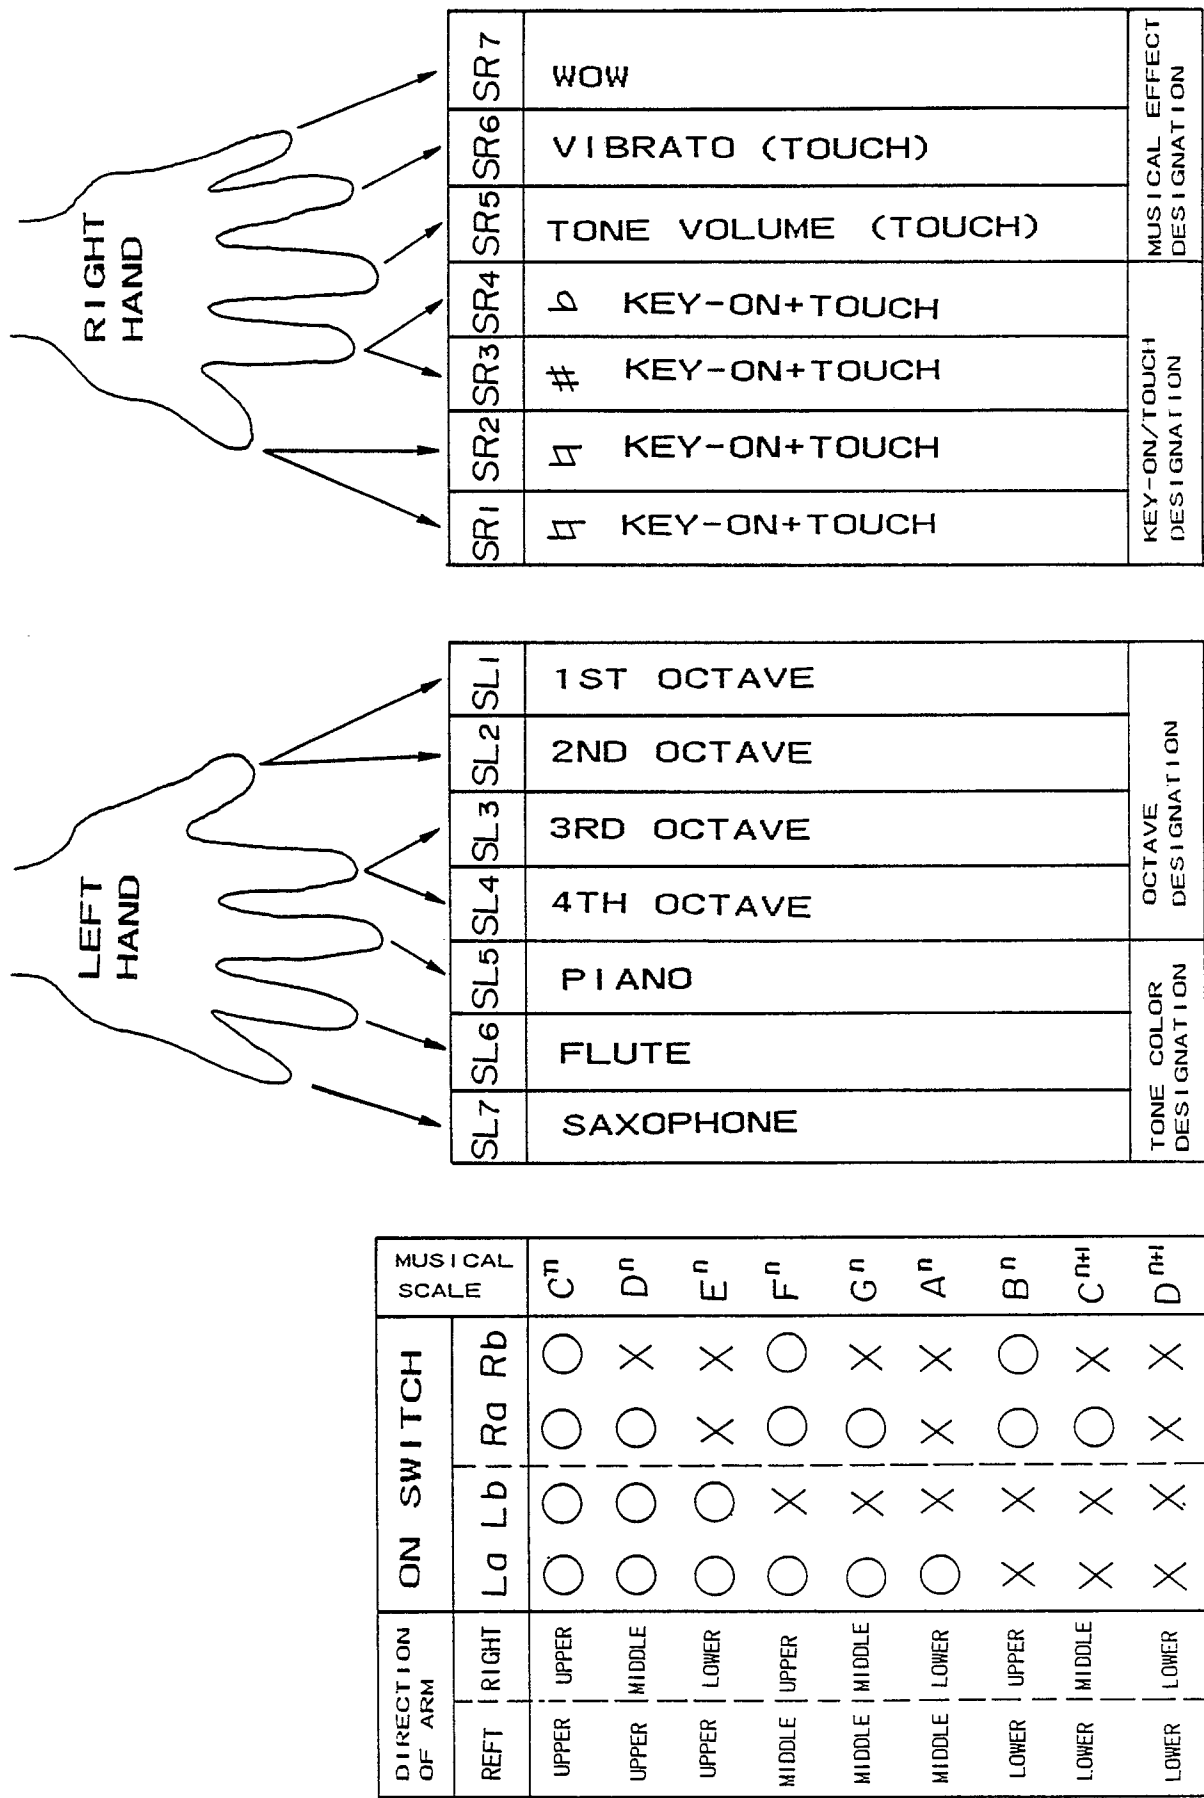 DIRECTION OF ARM
ON SWITCH
MUSICAL SCALE
REFT RIGHT La Lb Ra Rb
UPPER UPPER ○ ○ ○ ○ Cⁿ
UPPER MIDDLE ○ ○ ○ × Dⁿ
UPPER LOWER ○ ○ × × Eⁿ
MIDDLE UPPER ○ × ○ ○ Fⁿ
MIDDLE MIDDLE ○ × ○ × Gⁿ
MIDDLE LOWER ○ × × × Aⁿ
LOWER UPPER × × ○ ○ Bⁿ
LOWER MIDDLE × × ○ × Cⁿ⁺¹
LOWER LOWER × × × × Dⁿ⁺¹
LEFT
HAND
SL7 SAXOPHONE
SL6 FLUTE
SL5 PIANO
SL4 4TH OCTAVE
SL3 3RD OCTAVE
SL2 2ND OCTAVE
SL1 1ST OCTAVE
TONE COLOR
DESIGNATION
OCTAVE
DESIGNATION
RIGHT
HAND
SR1 ♮ KEY-ON+TOUCH
SR2 ♮ KEY-ON+TOUCH
SR3 # KEY-ON+TOUCH
SR4 ♭ KEY-ON+TOUCH
SR5 TONE VOLUME (TOUCH)
SR6 VIBRATO (TOUCH)
SR7 WOW
KEY-ON/TOUCH
DESIGNATION
MUSICAL EFFECT
DESIGNATION